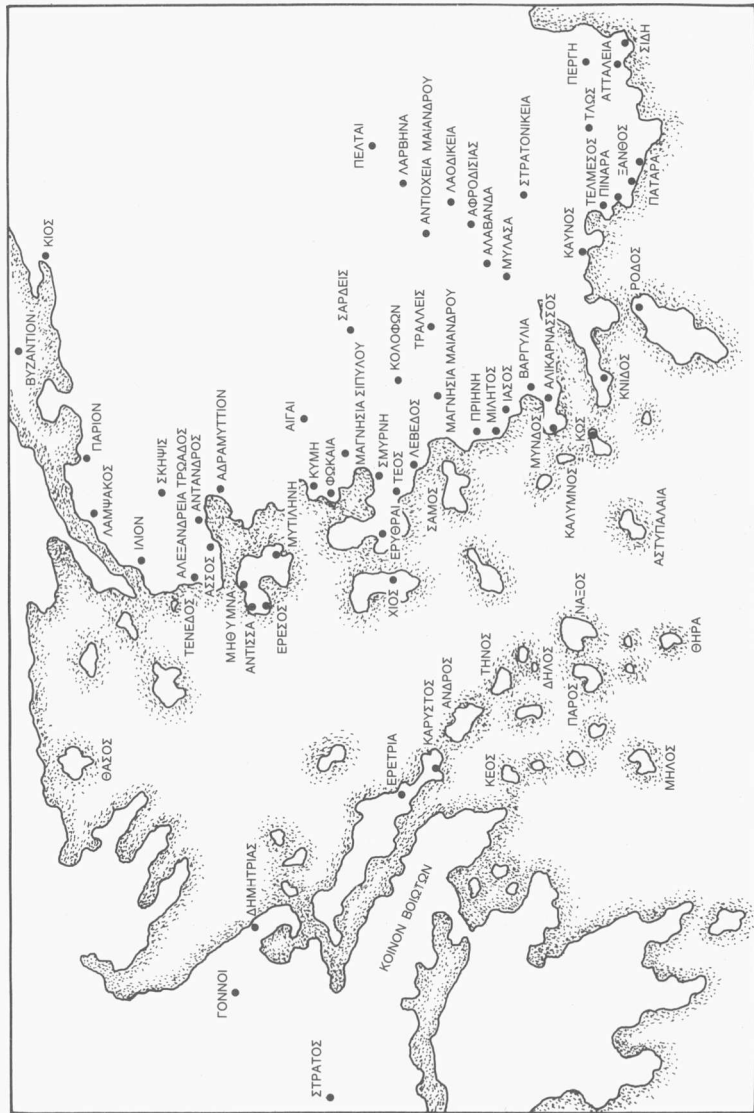 ΒΥΖΑΝΤΙΟΝ
ΚΙΟΣ
ΠΑΡΙΟΝ
ΛΑΜΨΑΚΟΣ
ΘΑΣΟΣ
ΣΚΗΨΙΣ
ΙΛΙΟΝ
ΑΛΕΞΑΝΔΡΕΙΑ ΤΡΩΑΔΟΣ
ΑΝΤΑΝΔΡΟΣ
ΑΔΡΑΜΥΤΤΙΟΝ
ΤΕΝΕΔΟΣ
ΑΣΣΟΣ
ΜΗΘΥΜΝΑ
ΑΝΤΙΣΣΑ
ΕΡΕΣΟΣ
ΜΥΤΙΛΗΝΗ
ΑΙΓΑΙ
ΚΥΜΗ
ΦΩΚΑΙΑ
ΜΑΓΝΗΣΙΑ ΣΙΠΥΛΟΥ
ΣΑΡΔΕΙΣ
ΠΕΛΤΑΙ
ΛΑΡΒΗΝΑ
ΣΜΥΡΝΗ
ΤΕΟΣ
ΛΕΒΕΔΟΣ
ΚΟΛΟΦΩΝ
ΕΡΥΘΡΑΙ
ΧΙΟΣ
ΤΡΑΛΛΕΙΣ
ΑΝΤΙΟΧΕΙΑ ΜΑΙΑΝΔΡΟΥ
ΛΑΟΔΙΚΕΙΑ
ΑΦΡΟΔΙΣΙΑΣ
ΑΛΑΒΑΝΔΑ
ΜΥΛΑΣΑ
ΣΤΡΑΤΟΝΙΚΕΙΑ
ΜΑΓΝΗΣΙΑ ΜΑΙΑΝΔΡΟΥ
ΣΑΜΟΣ
ΠΡΙΗΝΗ
ΜΙΛΗΤΟΣ
ΙΑΣΟΣ
ΒΑΡΓΥΛΙΑ
ΑΛΙΚΑΡΝΑΣΣΟΣ
ΜΥΝΔΟΣ
ΚΑΛΥΜΝΟΣ
ΚΩΣ
ΚΝΙΔΟΣ
ΚΑΥΝΟΣ
ΡΟΔΟΣ
ΤΕΛΜΕΣΟΣ
ΠΙΝΑΡΑ
ΤΛΩΣ
ΞΑΝΘΟΣ
ΠΑΤΑΡΑ
ΠΕΡΓΗ
ΑΤΤΑΛΕΙΑ
ΣΙΔΗ
ΑΣΤΥΠΑΛΑΙΑ
ΓΟΝΝΟΙ
ΔΗΜΗΤΡΙΑΣ
ΣΤΡΑΤΟΣ
ΚΟΙΝΟΝ ΒΟΙΩΤΩΝ
ΕΡΕΤΡΙΑ
ΚΑΡΥΣΤΟΣ
ΑΝΔΡΟΣ
ΤΗΝΟΣ
ΔΗΛΟΣ
ΚΕΟΣ
ΠΑΡΟΣ
ΝΑΞΟΣ
ΜΗΛΟΣ
ΘΗΡΑ